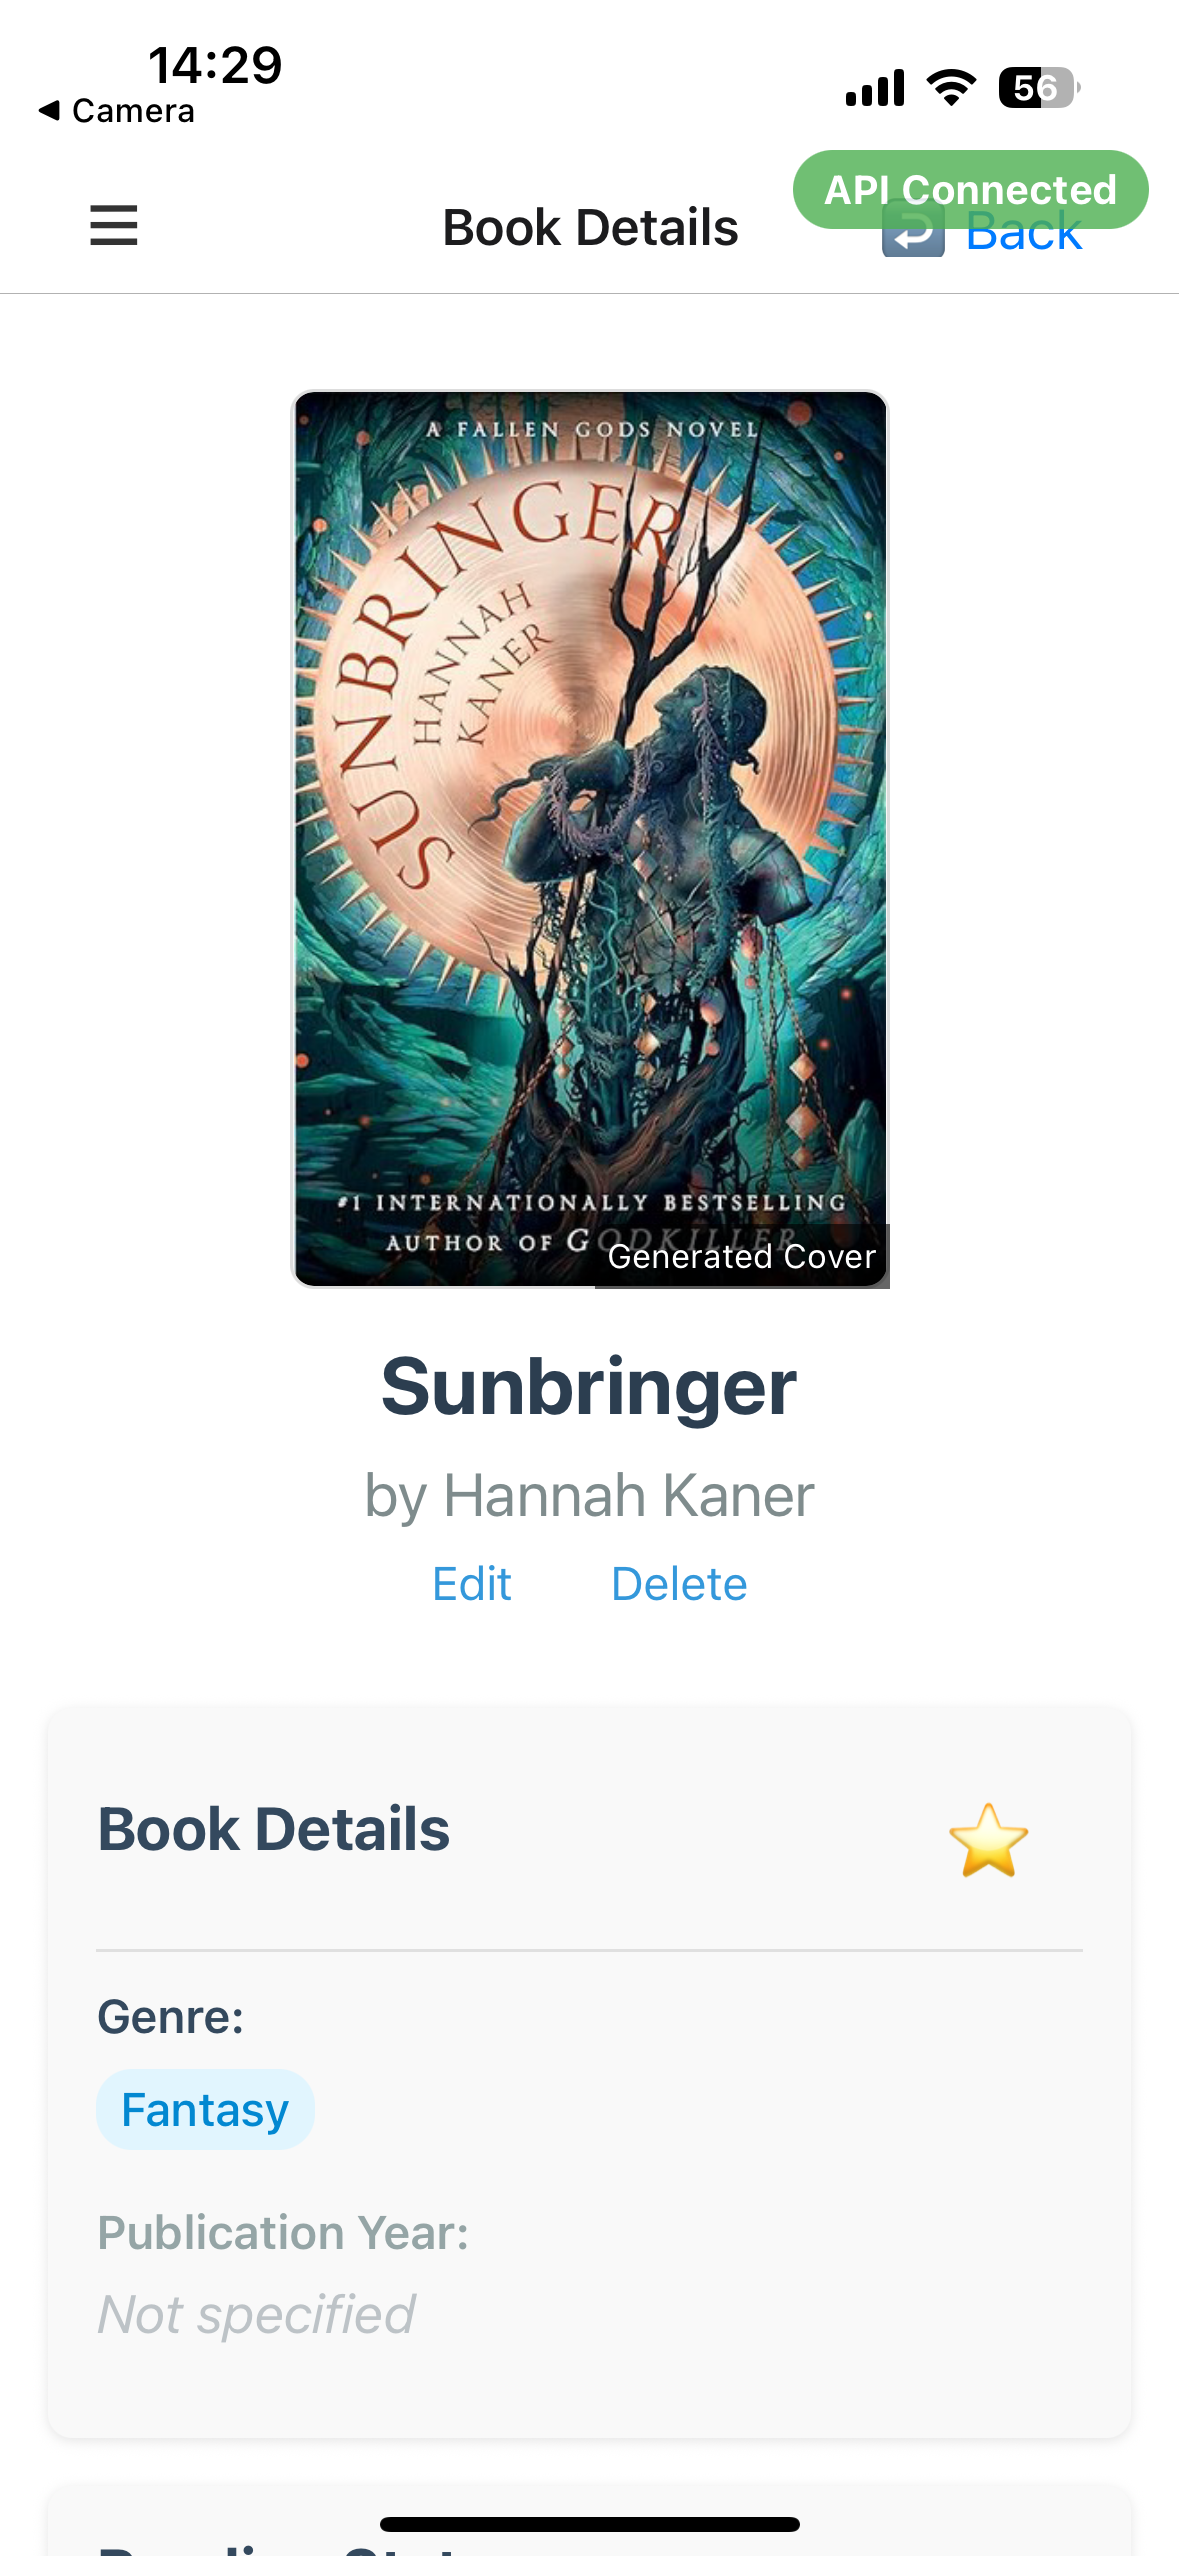 14:29
◀ Camera
56
API Connected
Book Details
Back
A FALLEN GODS NOVEL
SUNBRINGER
HANNAH
KANER
#1 INTERNATIONALLY BESTSELLING
AUTHOR OF GODKILLER
Generated Cover
Sunbringer
by Hannah Kaner
Edit Delete
Book Details
Genre:
Fantasy
Publication Year:
Not specified